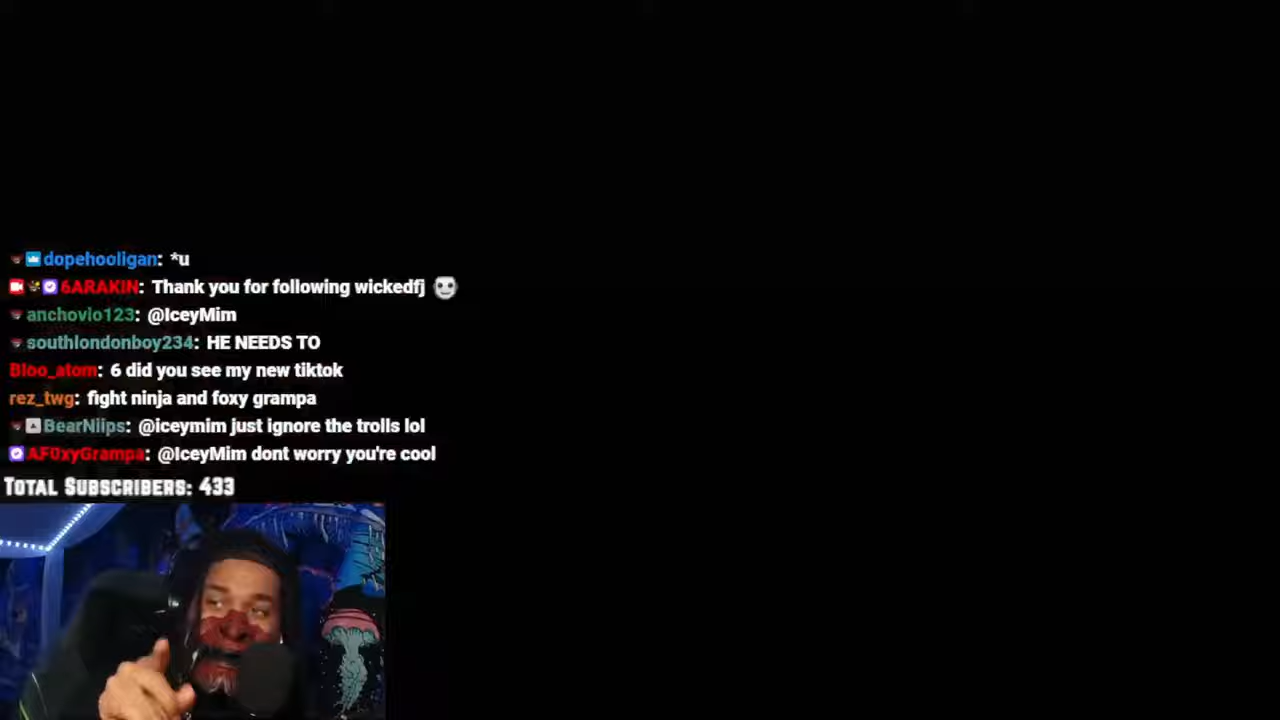 dopehooligan: *u
6ARAKIN: Thank you for following wickedfj
anchovio123: @IceyMim
southlondonboy234: HE NEEDS TO
Bloo_atom: 6 did you see my new tiktok
rez_twg: fight ninja and foxy grampa
BearNiips: @iceymim just ignore the trolls lol
AF0xyGrampa: @IceyMim dont worry you're cool
TOTAL SUBSCRIBERS: 433